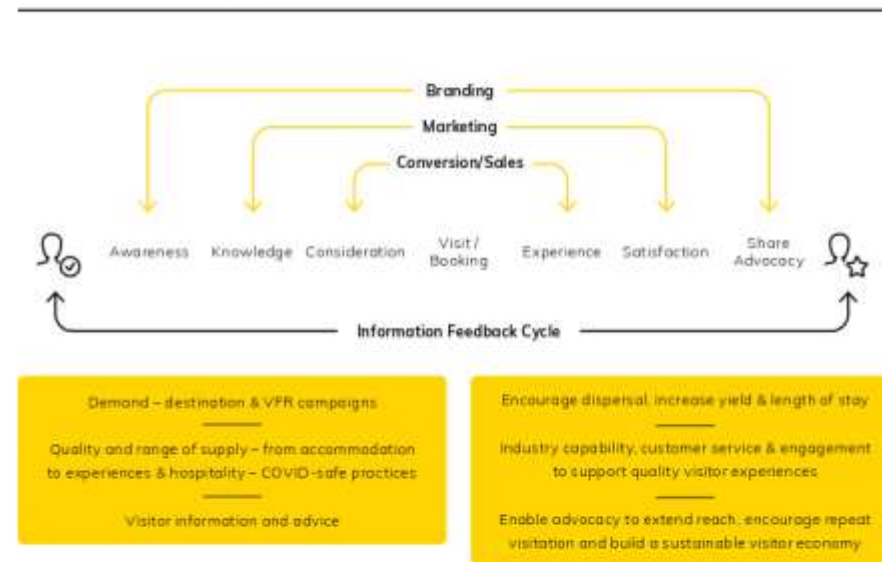 Branding
Marketing
Conversion/Sales
Awareness
Knowledge
Consideration
Visit /
Booking
Experience
Satisfaction
Share
Advocacy
Information Feedback Cycle
Demand – destination & VFR campaigns
Quality and range of supply – from accommodation
to experiences & hospitality – COVID-safe practices
Visitor information and advice
Encourage dispersal, increase yield & length of stay
Industry capability, customer service & engagement
to support quality visitor experiences
Enable advocacy to extend reach, encourage repeat
visitation and build a sustainable visitor economy